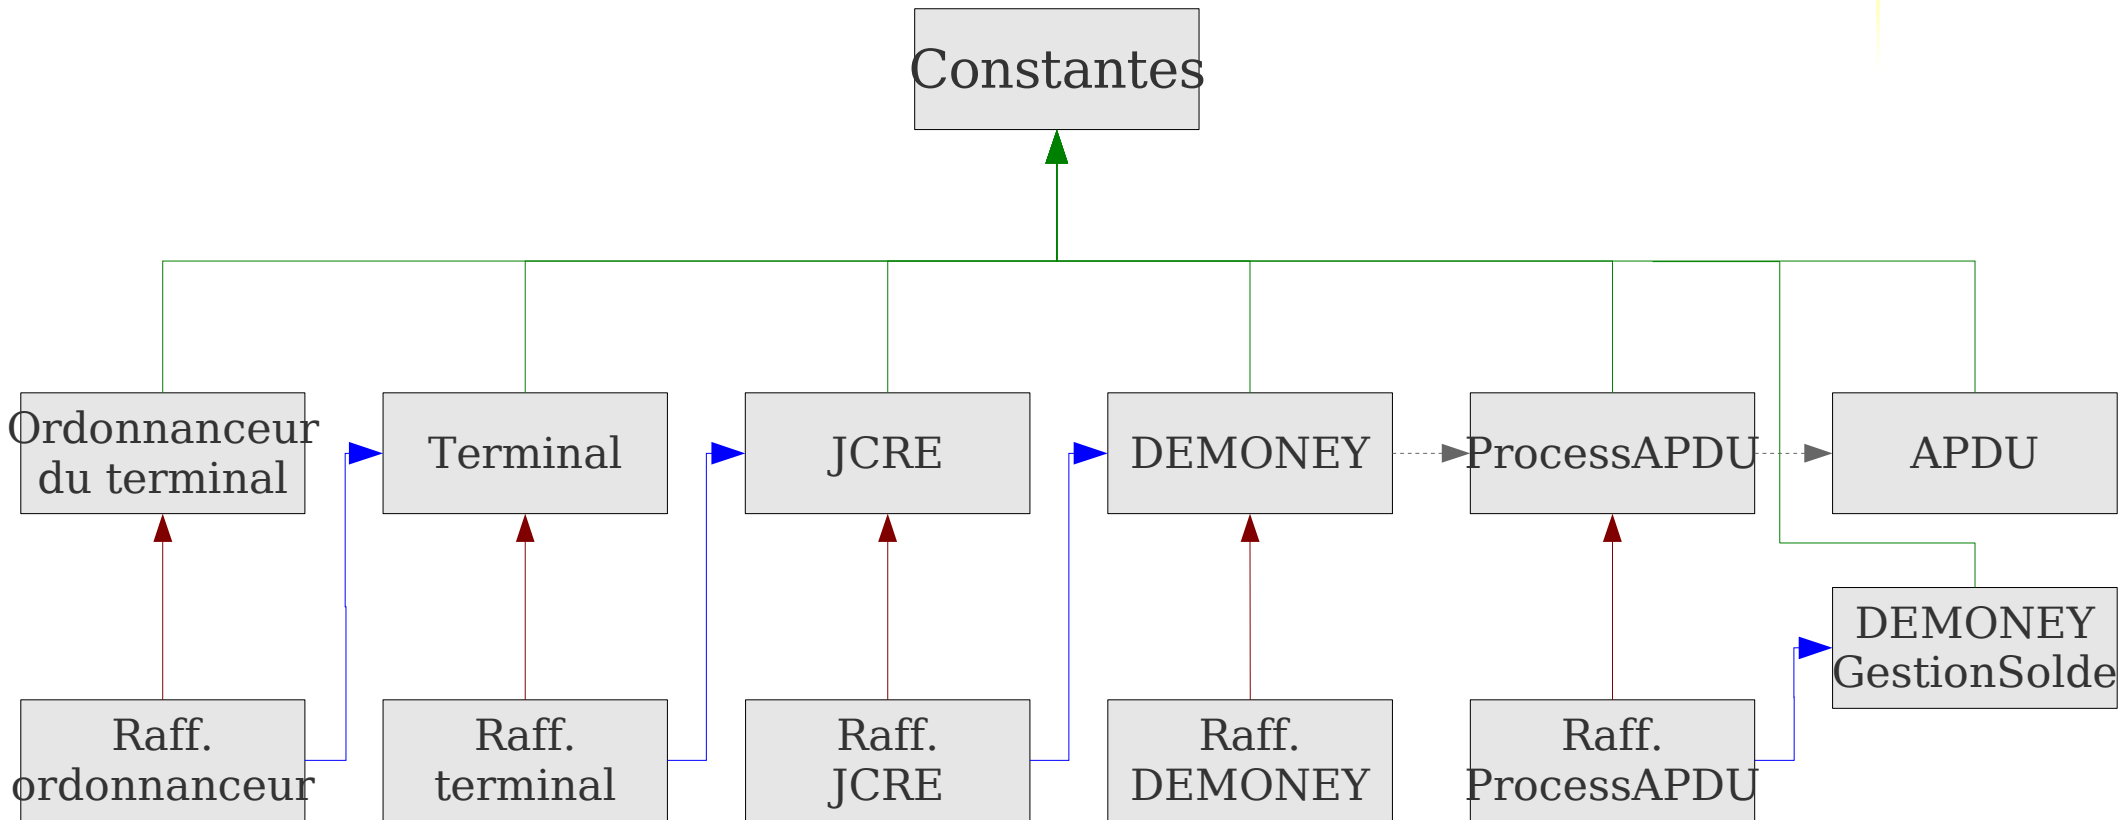 Constantes
Ordonnanceur
du terminal
Terminal
JCRE
DEMONEY
ProcessAPDU
APDU
DEMONEY
GestionSolde
Raff.
ordonnanceur
Raff.
terminal
Raff.
JCRE
Raff.
DEMONEY
Raff.
ProcessAPDU